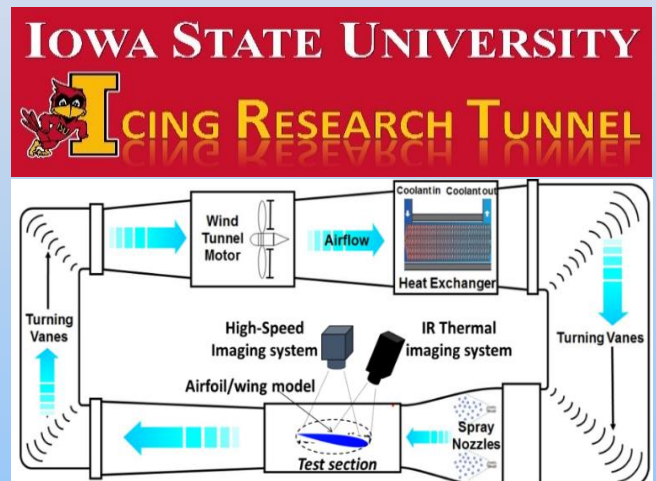 IOWA STATE UNIVERSITY
ICING RESEARCH TUNNEL
Coolant in Coolant out
Wind
Tunnel
Motor
Airflow
Heat Exchanger
Turning
Vanes
High-Speed
Imaging system
IR Thermal
imaging system
Turning Vanes
Airfoil/wing model
Spray
Nozzles
Test section